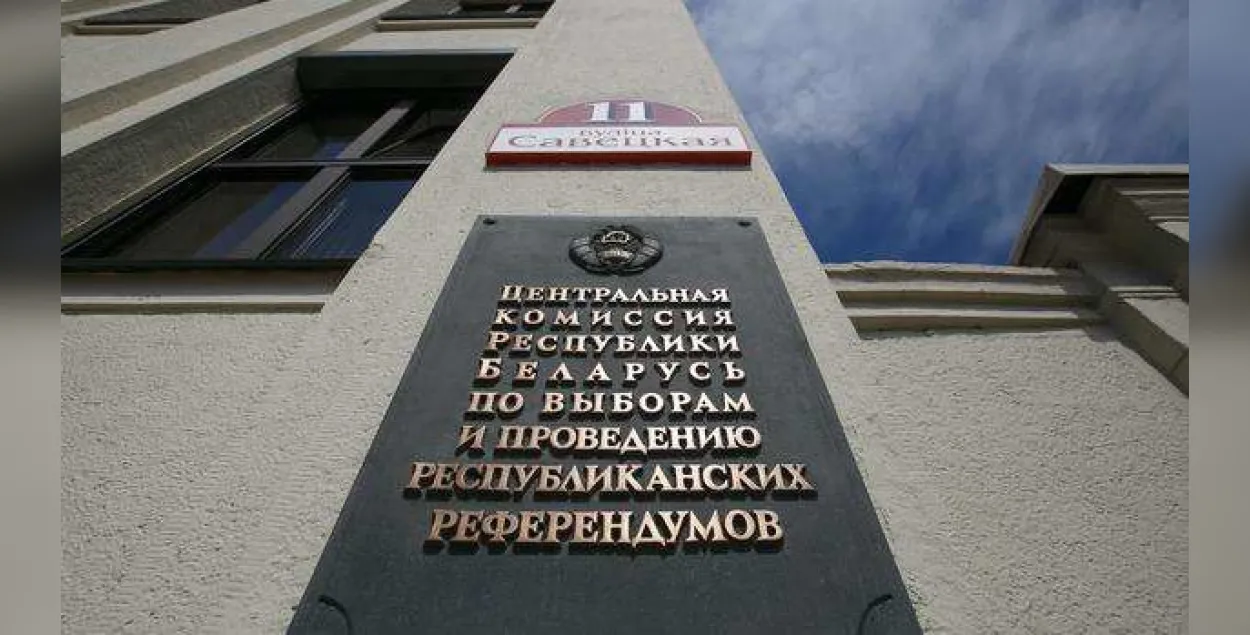 11
вуліца
Савецкая
ЦЕНТРАЛЬНАЯ
КОМИССИЯ
РЕСПУБЛИКИ
БЕЛАРУСЬ
ПО ВЫБОРАМ
И ПРОВЕДЕНИЮ
РЕСПУБЛИКАНСКИХ
РЕФЕРЕНДУМОВ